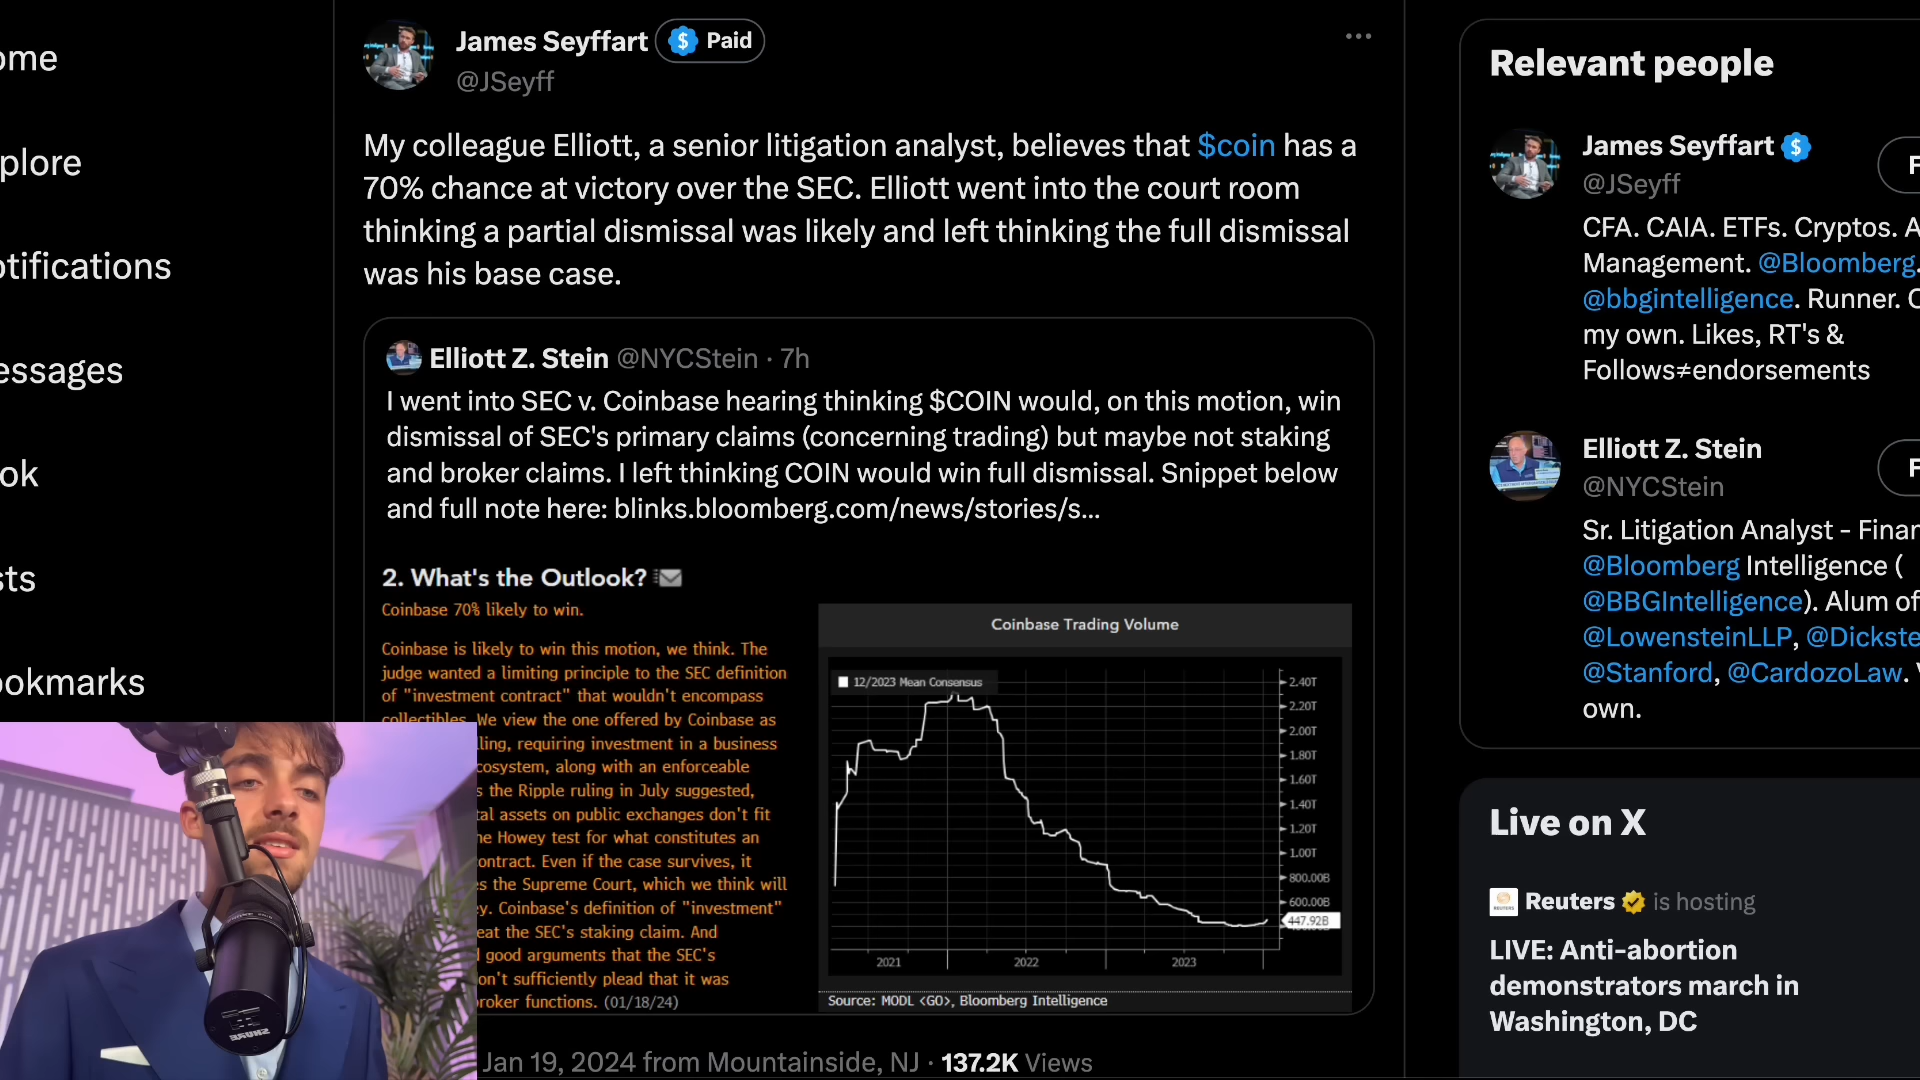 ome
plore
otifications
essages
ok
sts
ookmarks
James Seyffart $ Paid
@JSeyff
My colleague Elliott, a senior litigation analyst, believes that $coin has a
70% chance at victory over the SEC. Elliott went into the court room
thinking a partial dismissal was likely and left thinking the full dismissal
was his base case.
Elliott Z. Stein @NYCStein · 7h
I went into SEC v. Coinbase hearing thinking $COIN would, on this motion, win
dismissal of SEC's primary claims (concerning trading) but maybe not staking
and broker claims. I left thinking COIN would win full dismissal. Snippet below
and full note here: blinks.bloomberg.com/news/stories/s...
2. What's the Outlook?
Coinbase 70% likely to win.
Coinbase is likely to win this motion, we think. The
judge wanted a limiting principle to the SEC definition
of "investment contract" that wouldn't encompass
collectibles. We view the one offered by Coinbase as
lling, requiring investment in a business
cosystem, along with an enforceable
s the Ripple ruling in July suggested,
tal assets on public exchanges don't fit
he Howey test for what constitutes an
contract. Even if the case survives, it
es the Supreme Court, which we think will
ey. Coinbase's definition of "investment"
eat the SEC's staking claim. And
good arguments that the SEC's
on't sufficiently plead that it was
broker functions. (01/18/24)
Coinbase Trading Volume
12/2023 Mean Consensus
2.40T
2.20T
2.00T
1.80T
1.60T
1.40T
1.20T
1.00T
800.00B
600.00B
447.92B
2021 2022 2023
Source: MODL <GO>, Bloomberg Intelligence
Jan 19, 2024 from Mountainside, NJ · 137.2K Views
Relevant people
James Seyffart $
@JSeyff
F
CFA. CAIA. ETFs. Cryptos. A
Management. @Bloomberg.
@bbgintelligence. Runner. C
my own. Likes, RT's &
Follows≠endorsements
Elliott Z. Stein
@NYCStein
F
Sr. Litigation Analyst - Finan
@Bloomberg Intelligence (
@BBGIntelligence). Alum of
@LowensteinLLP, @Dickste
@Stanford, @CardozoLaw. V
own.
Live on X
REUTERS Reuters is hosting
LIVE: Anti-abortion
demonstrators march in
Washington, DC